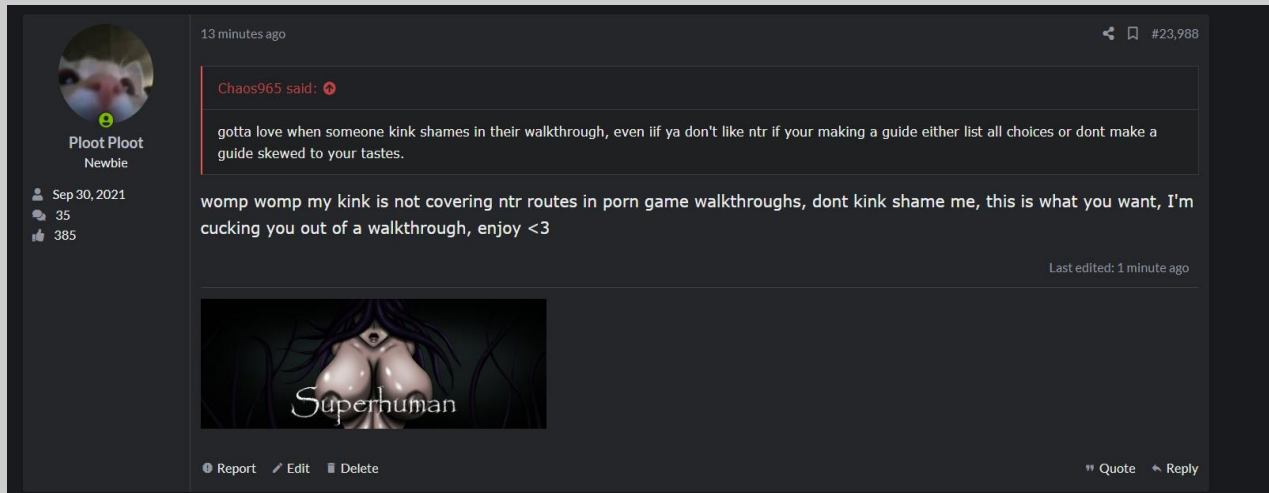 13 minutes ago
#23,988
Ploot Ploot
Newbie
Sep 30, 2021
35
385
Chaos965 said:
gotta love when someone kink shames in their walkthrough, even iif ya don't like ntr if your making a guide either list all choices or dont make a
guide skewed to your tastes.
womp womp my kink is not covering ntr routes in porn game walkthroughs, dont kink shame me, this is what you want, I'm
cucking you out of a walkthrough, enjoy <3
Last edited: 1 minute ago
Superhuman
Report Edit Delete
Quote Reply